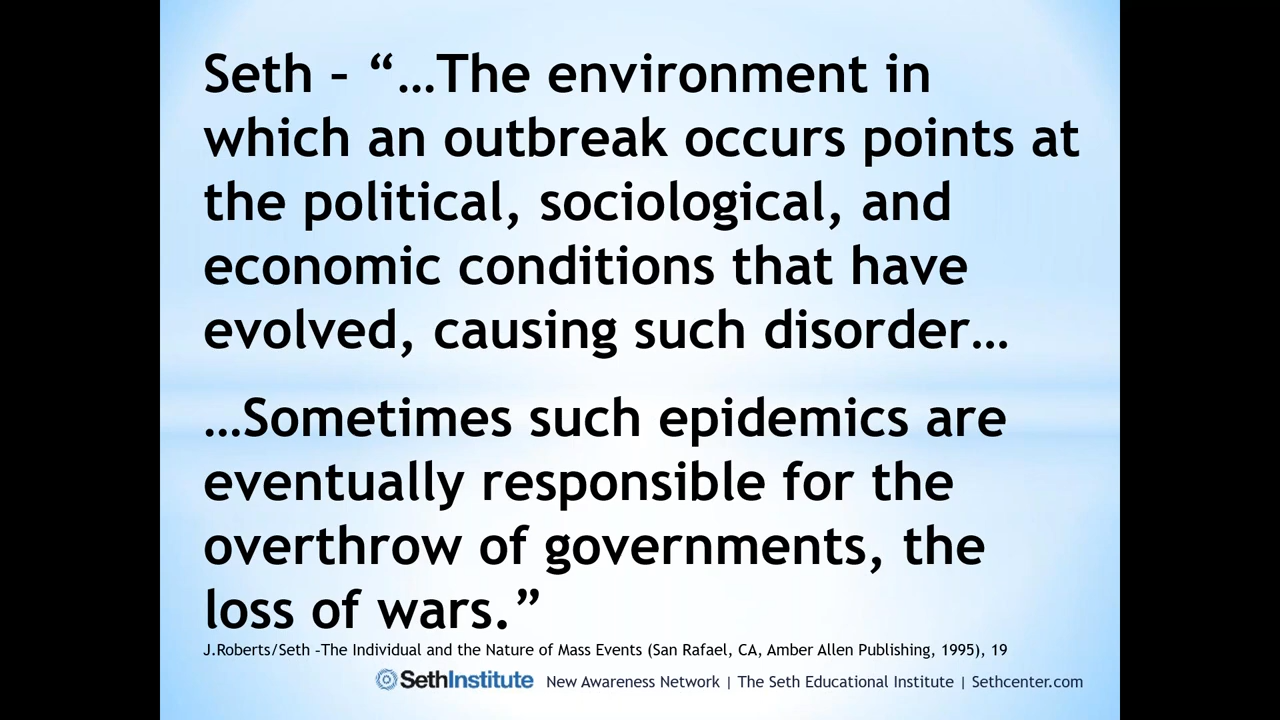 Seth – “…The environment in
which an outbreak occurs points at
the political, sociological, and
economic conditions that have
evolved, causing such disorder…
…Sometimes such epidemics are
eventually responsible for the
overthrow of governments, the
loss of wars.”
J.Roberts/Seth –The Individual and the Nature of Mass Events (San Rafael, CA, Amber Allen Publishing, 1995), 19
SethInstitute New Awareness Network | The Seth Educational Institute | Sethcenter.com